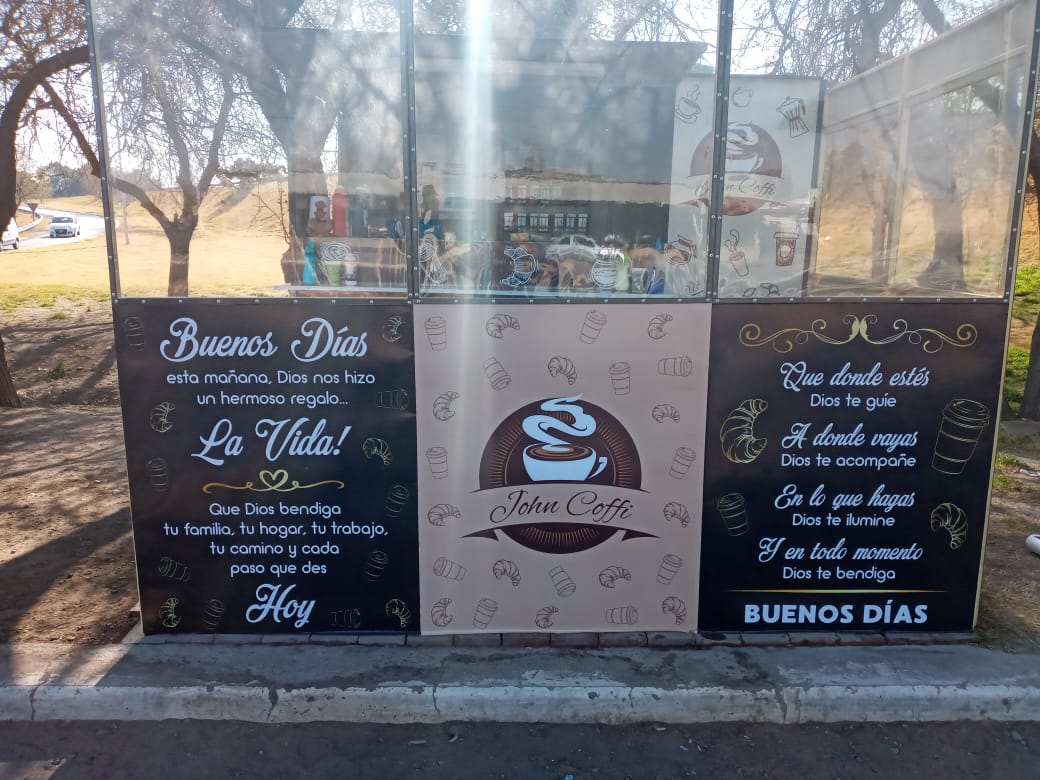 John Coffi
Buenos Días
esta mañana, Dios nos hizo
un hermoso regalo...
La Vida!
Que Dios bendiga
tu familia, tu hogar, tu trabajo,
tu camino y cada
paso que des
Hoy
John Coffi
Que donde estés
Dios te guíe
A donde vayas
Dios te acompañe
En lo que hagas
Dios te ilumine
Y en todo momento
Dios te bendiga
BUENOS DÍAS